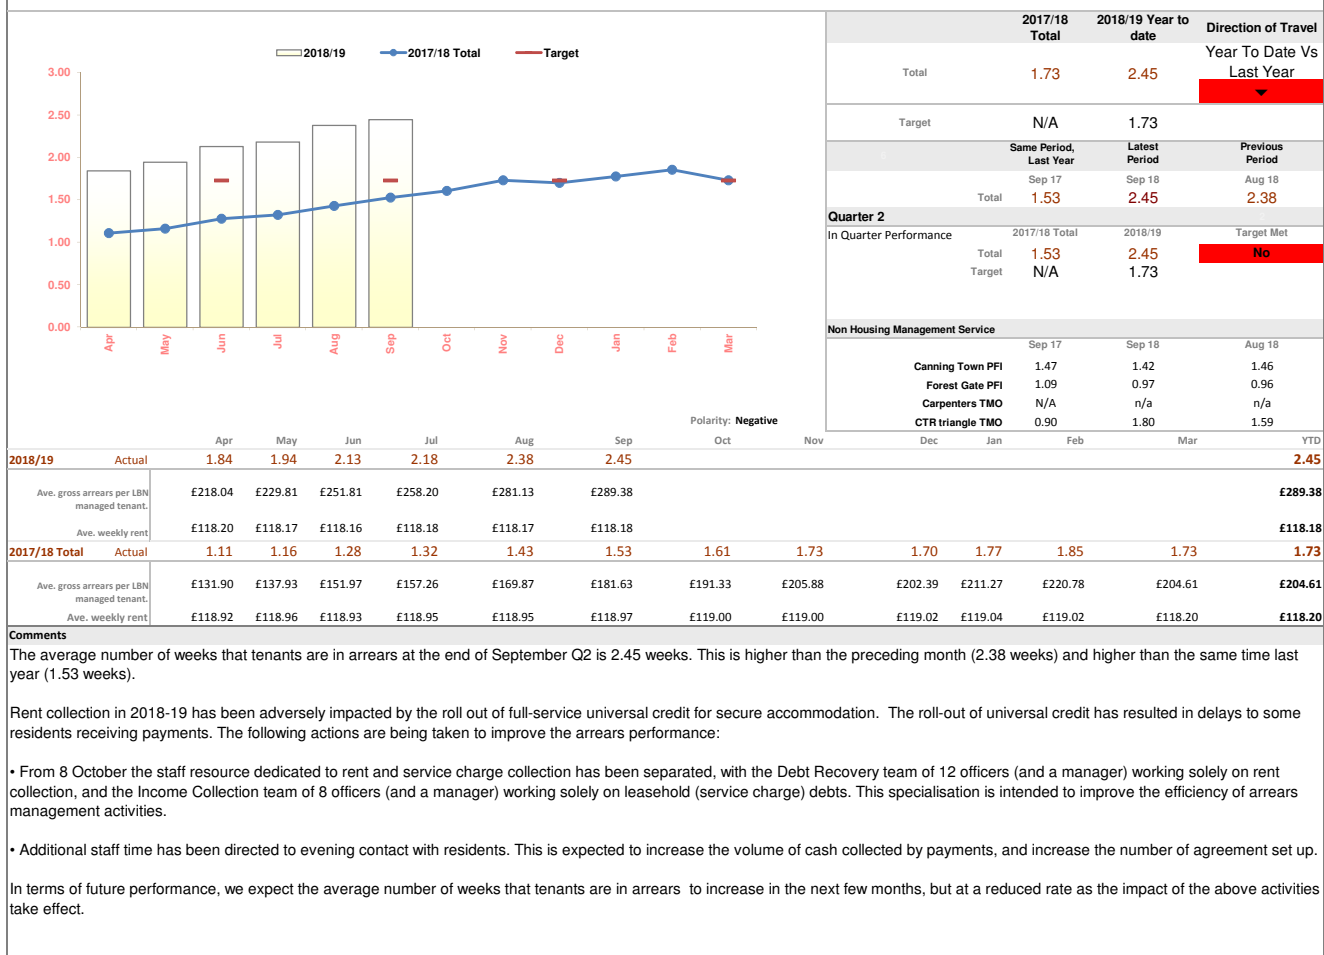 2018/19 2017/18 Total Target
3.00
2.50
2.00
1.50
1.00
0.50
0.00
Apr May Jun Jul Aug Sep Oct Nov Dec Jan Feb Mar
2017/18 Total 2018/19 Year to date Direction of Travel
Total 1.73 2.45 Year To Date Vs Last Year
▼
Target N/A 1.73
Same Period, Last Year Latest Period Previous Period
Sep 17 Sep 18 Aug 18
Total 1.53 2.45 2.38
Quarter 2
In Quarter Performance 2017/18 Total 2018/19 Target Met
Total 1.53 2.45 No
Target N/A 1.73
Non Housing Management Service
Sep 17 Sep 18 Aug 18
Canning Town PFI 1.47 1.42 1.46
Forest Gate PFI 1.09 0.97 0.96
Carpenters TMO N/A n/a n/a
CTR triangle TMO 0.90 1.80 1.59
Polarity: Negative
Apr May Jun Jul Aug Sep Oct Nov Dec Jan Feb Mar YTD
2018/19 Actual 1.84 1.94 2.13 2.18 2.38 2.45 2.45
Ave. gross arrears per LBN managed tenant. £218.04 £229.81 £251.81 £258.20 £281.13 £289.38 £289.38
Ave. weekly rent £118.20 £118.17 £118.16 £118.18 £118.17 £118.18 £118.18
2017/18 Total Actual 1.11 1.16 1.28 1.32 1.43 1.53 1.61 1.73 1.70 1.77 1.85 1.73 1.73
Ave. gross arrears per LBN managed tenant. £131.90 £137.93 £151.97 £157.26 £169.87 £181.63 £191.33 £205.88 £202.39 £211.27 £220.78 £204.61 £204.61
Ave. weekly rent £118.92 £118.96 £118.93 £118.95 £118.95 £118.97 £119.00 £119.00 £119.02 £119.04 £119.02 £118.20 £118.20
Comments
The average number of weeks that tenants are in arrears at the end of September Q2 is 2.45 weeks. This is higher than the preceding month (2.38 weeks) and higher than the same time last
year (1.53 weeks).
Rent collection in 2018-19 has been adversely impacted by the roll out of full-service universal credit for secure accommodation. The roll-out of universal credit has resulted in delays to some
residents receiving payments. The following actions are being taken to improve the arrears performance:
• From 8 October the staff resource dedicated to rent and service charge collection has been separated, with the Debt Recovery team of 12 officers (and a manager) working solely on rent
collection, and the Income Collection team of 8 officers (and a manager) working solely on leasehold (service charge) debts. This specialisation is intended to improve the efficiency of arrears
management activities.
• Additional staff time has been directed to evening contact with residents. This is expected to increase the volume of cash collected by payments, and increase the number of agreement set up.
In terms of future performance, we expect the average number of weeks that tenants are in arrears to increase in the next few months, but at a reduced rate as the impact of the above activities
take effect.